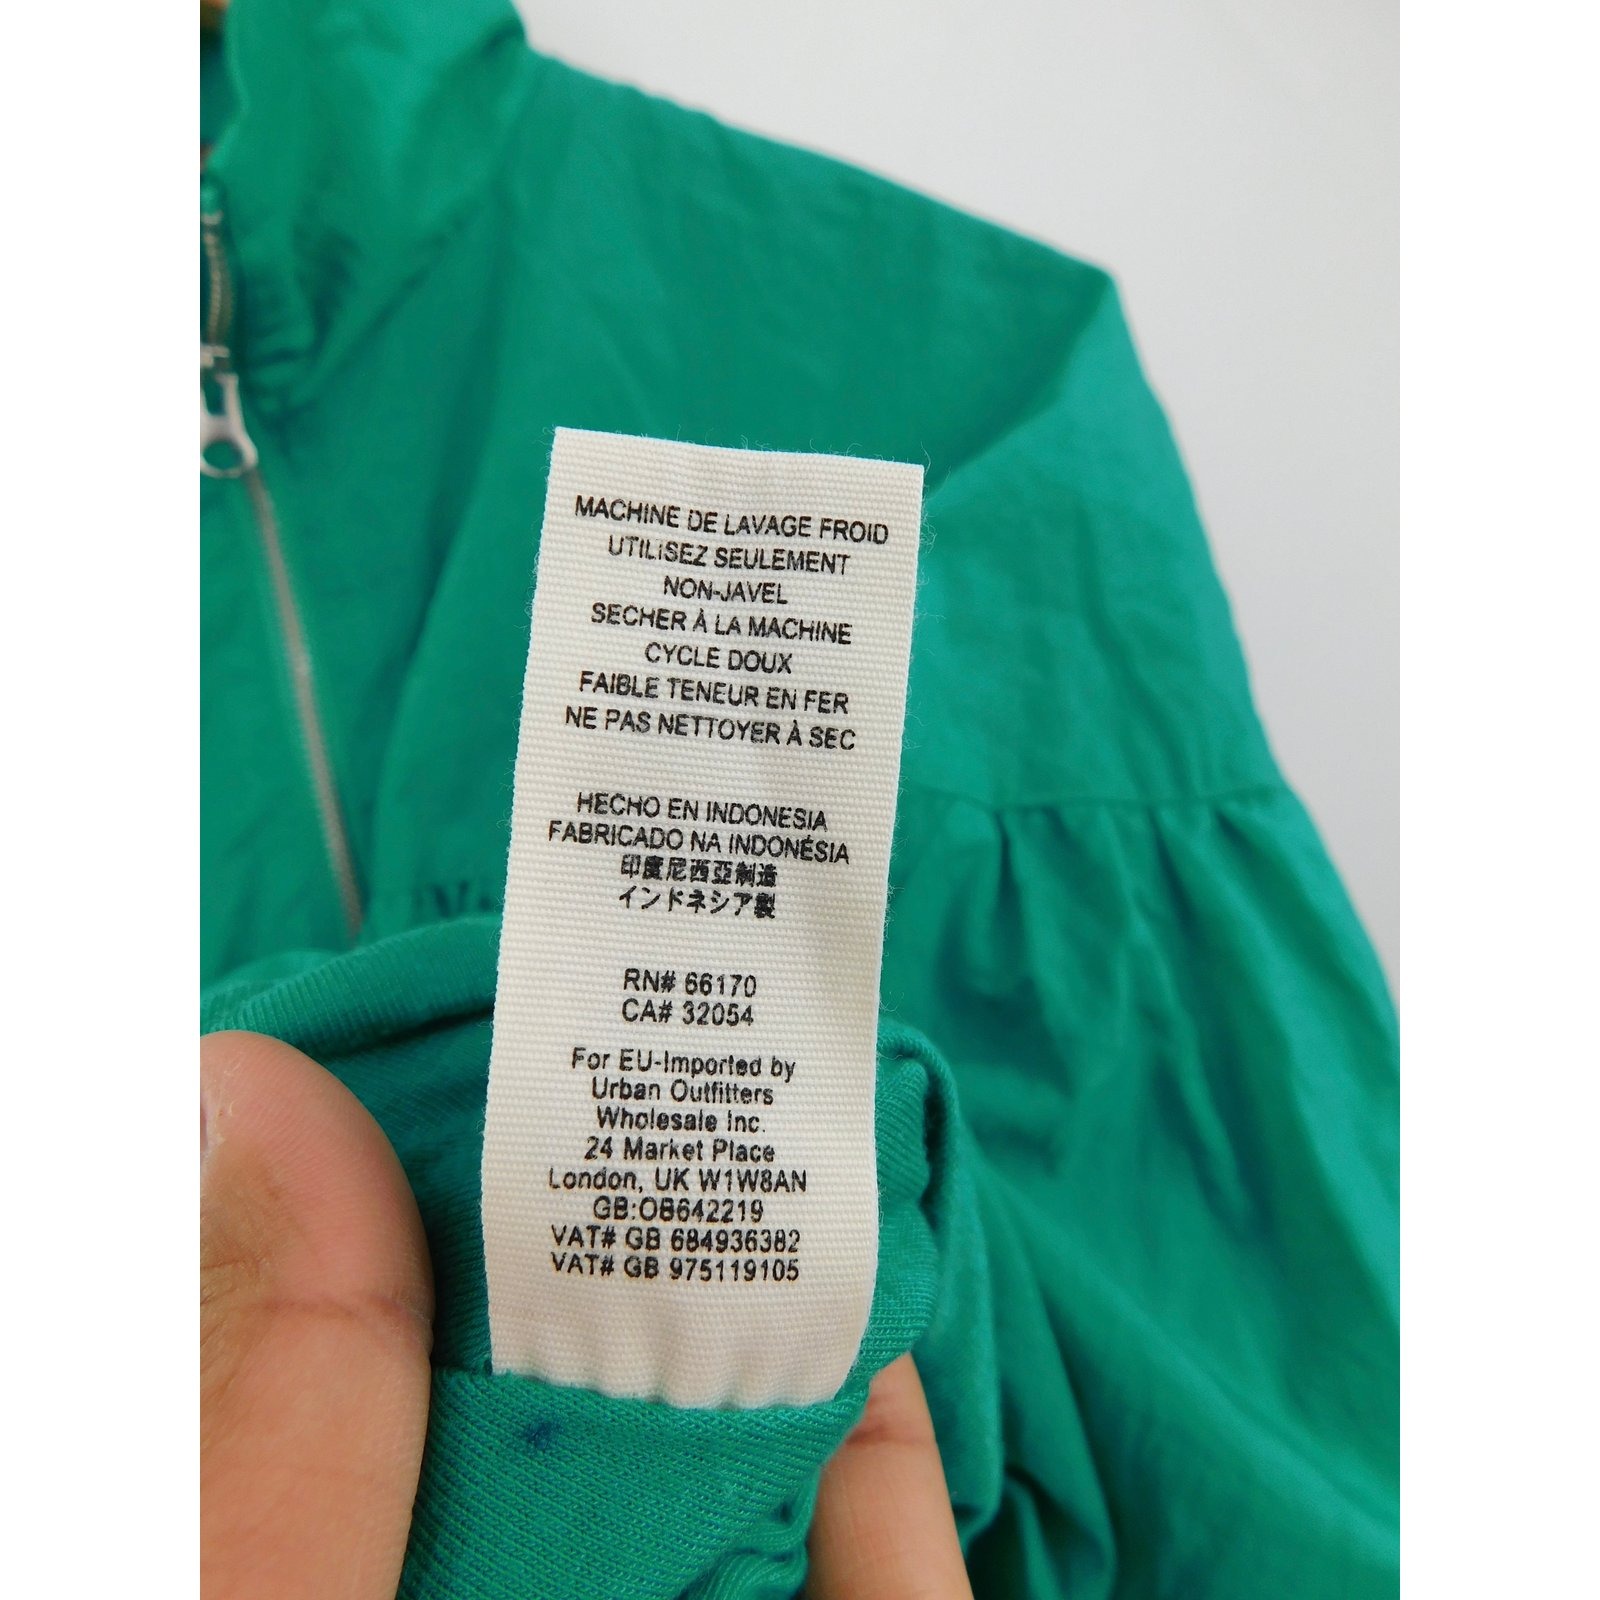 MACHINE DE LAVAGE FROID
UTILISEZ SEULEMENT
NON-JAVEL
SECHER À LA MACHINE
CYCLE DOUX
FAIBLE TENEUR EN FER
NE PAS NETTOYER À SEC
HECHO EN INDONESIA
FABRICADO NA INDONÉSIA
印度尼西亞制造
インドネシア製
RN# 66170
CA# 32054
For EU-Imported by
Urban Outfitters
Wholesale Inc.
24 Market Place
London, UK W1W8AN
GB:OB642219
VAT# GB 684936382
VAT# GB 975119105